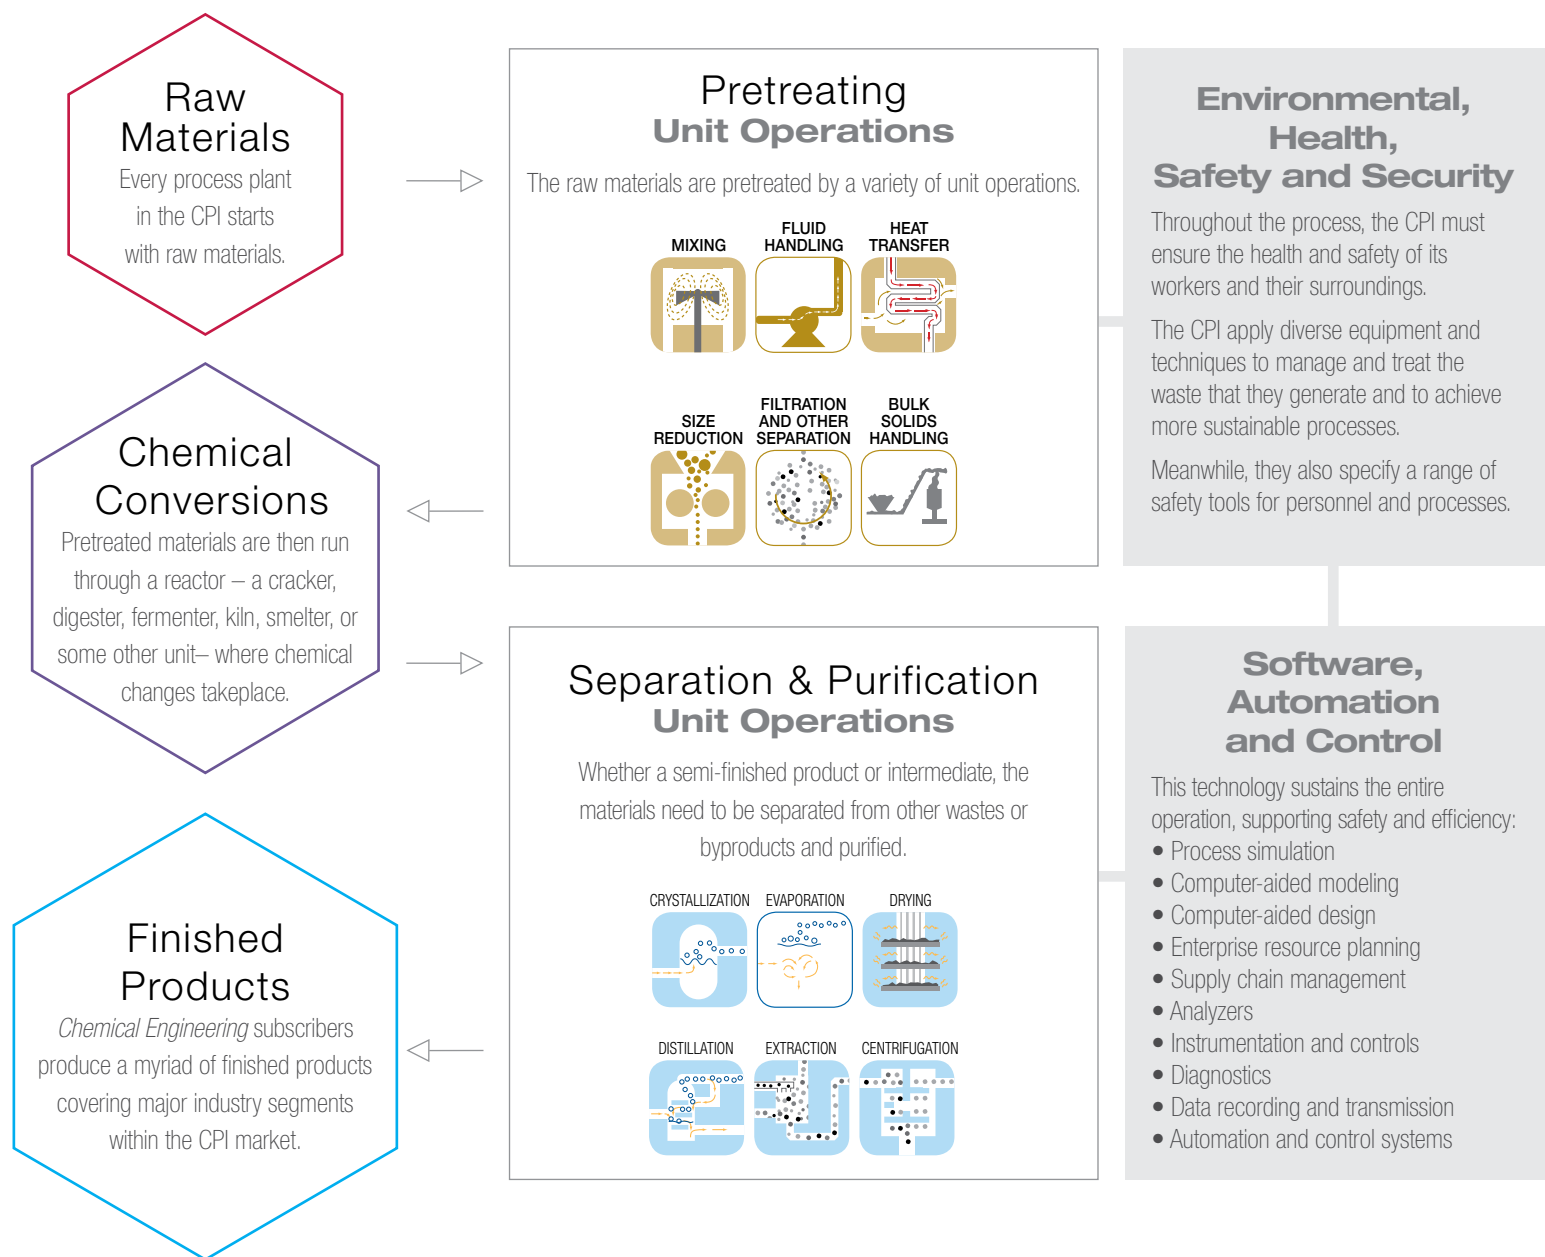 Raw
Materials
Every process plant
in the CPI starts
with raw materials.
Pretreating
Unit Operations
The raw materials are pretreated by a variety of unit operations.
MIXING
FLUID
HANDLING
HEAT
TRANSFER
SIZE
REDUCTION
FILTRATION
AND OTHER
SEPARATION
BULK
SOLIDS
HANDLING
Environmental,
Health,
Safety and Security
Throughout the process, the CPI must
ensure the health and safety of its
workers and their surroundings.
The CPI apply diverse equipment and
techniques to manage and treat the
waste that they generate and to achieve
more sustainable processes.
Meanwhile, they also specify a range of
safety tools for personnel and processes.
Chemical
Conversions
Pretreated materials are then run
through a reactor – a cracker,
digester, fermenter, kiln, smelter, or
some other unit– where chemical
changes takeplace.
Separation & Purification
Unit Operations
Whether a semi-finished product or intermediate, the
materials need to be separated from other wastes or
byproducts and purified.
CRYSTALLIZATION
EVAPORATION
DRYING
DISTILLATION
EXTRACTION
CENTRIFUGATION
Software,
Automation
and Control
This technology sustains the entire
operation, supporting safety and efficiency:
• Process simulation
• Computer-aided modeling
• Computer-aided design
• Enterprise resource planning
• Supply chain management
• Analyzers
• Instrumentation and controls
• Diagnostics
• Data recording and transmission
• Automation and control systems
Finished
Products
Chemical Engineering subscribers
produce a myriad of finished products
covering major industry segments
within the CPI market.